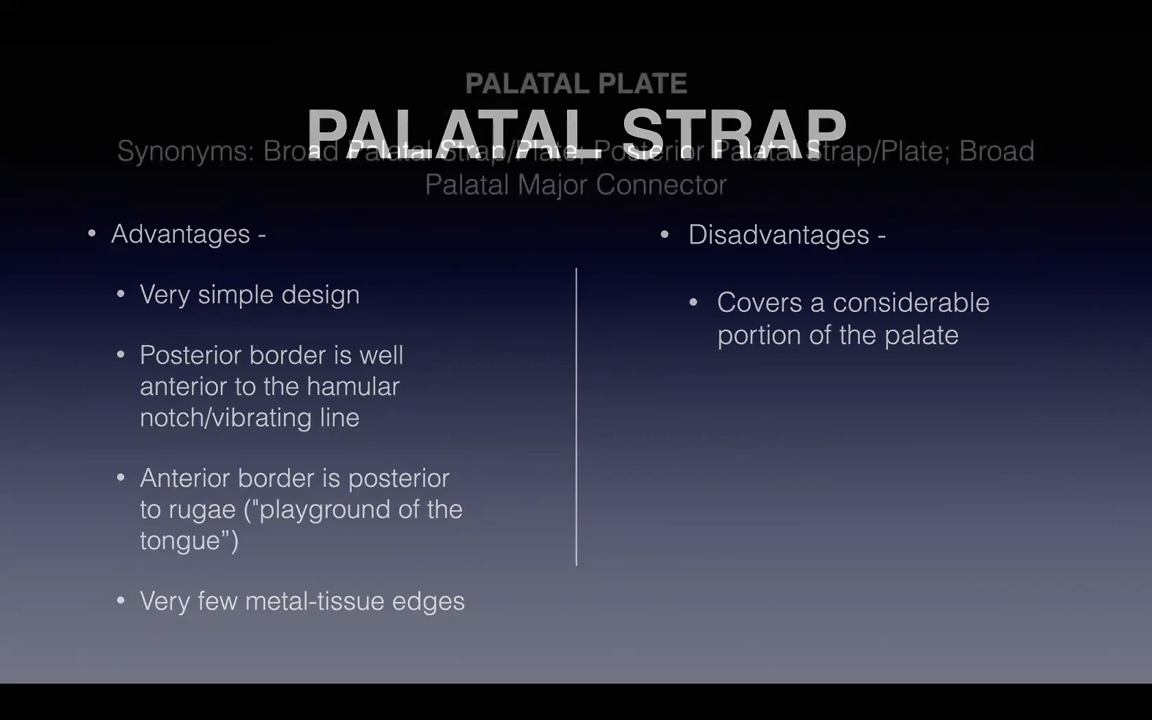 PALATAL PLATE
PALATAL STRAP
Synonyms: Broad Palatal Strap/Plate; Posterior Palatal Strap/Plate; Broad
Palatal Major Connector
• Advantages -
• Very simple design
• Posterior border is well
anterior to the hamular
notch/vibrating line
• Anterior border is posterior
to rugae ("playground of the
tongue”)
• Very few metal-tissue edges
• Disadvantages -
• Covers a considerable
portion of the palate